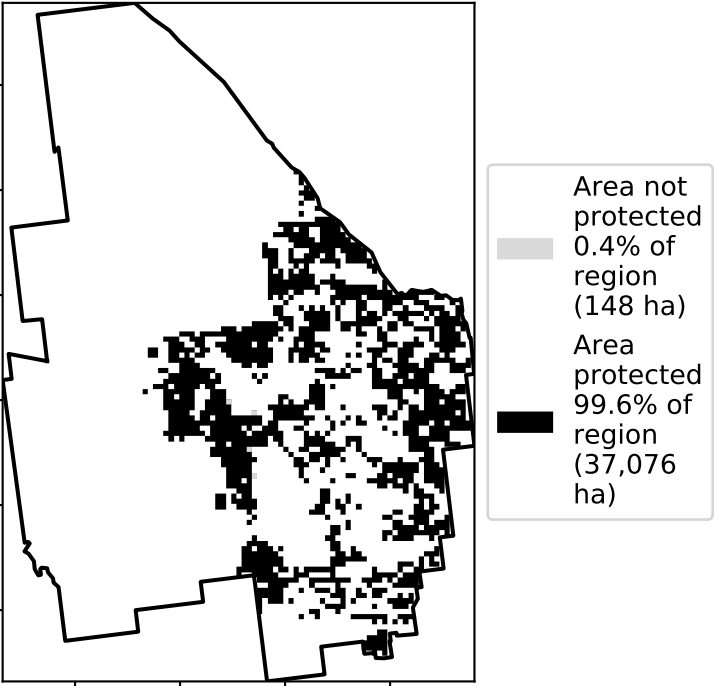 Area not
protected
0.4% of
region
(148 ha)
Area
protected
99.6% of
region
(37,076
ha)